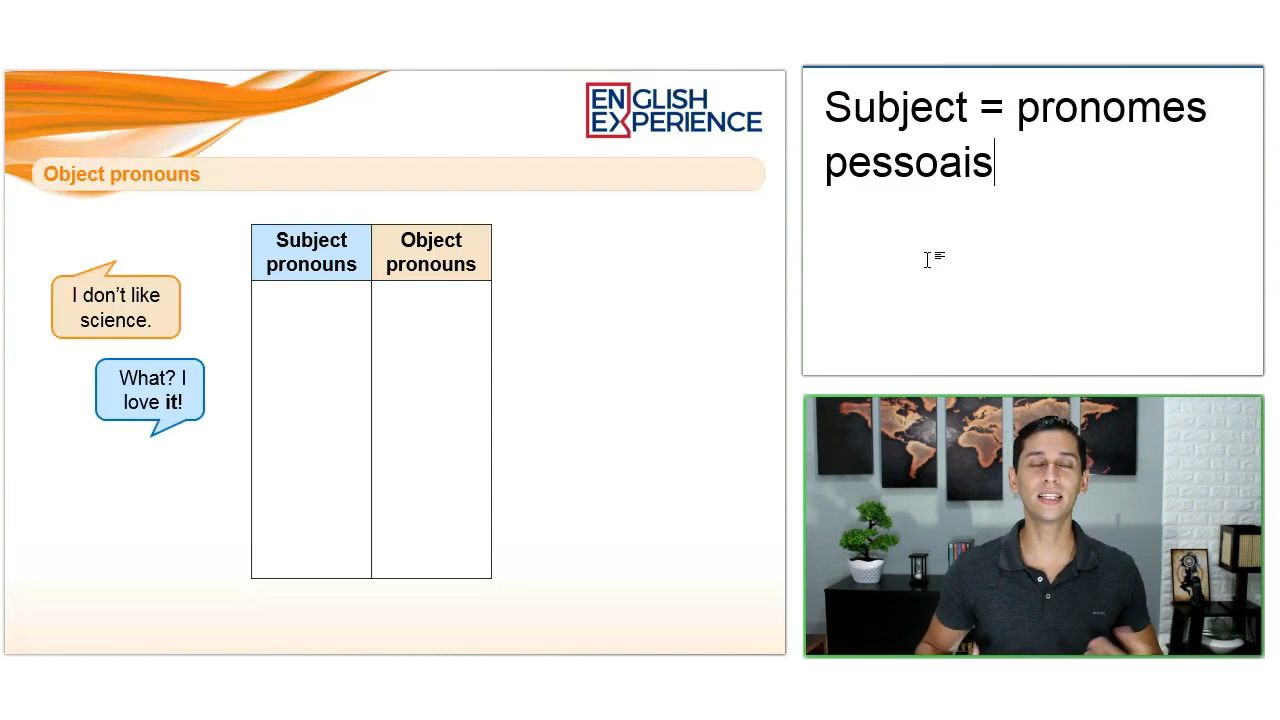 ENGLISH
EXPERIENCE
Object pronouns
Subject
pronouns
Object
pronouns
I don’t like
science.
What? I
love it!
Subject = pronomes
pessoais